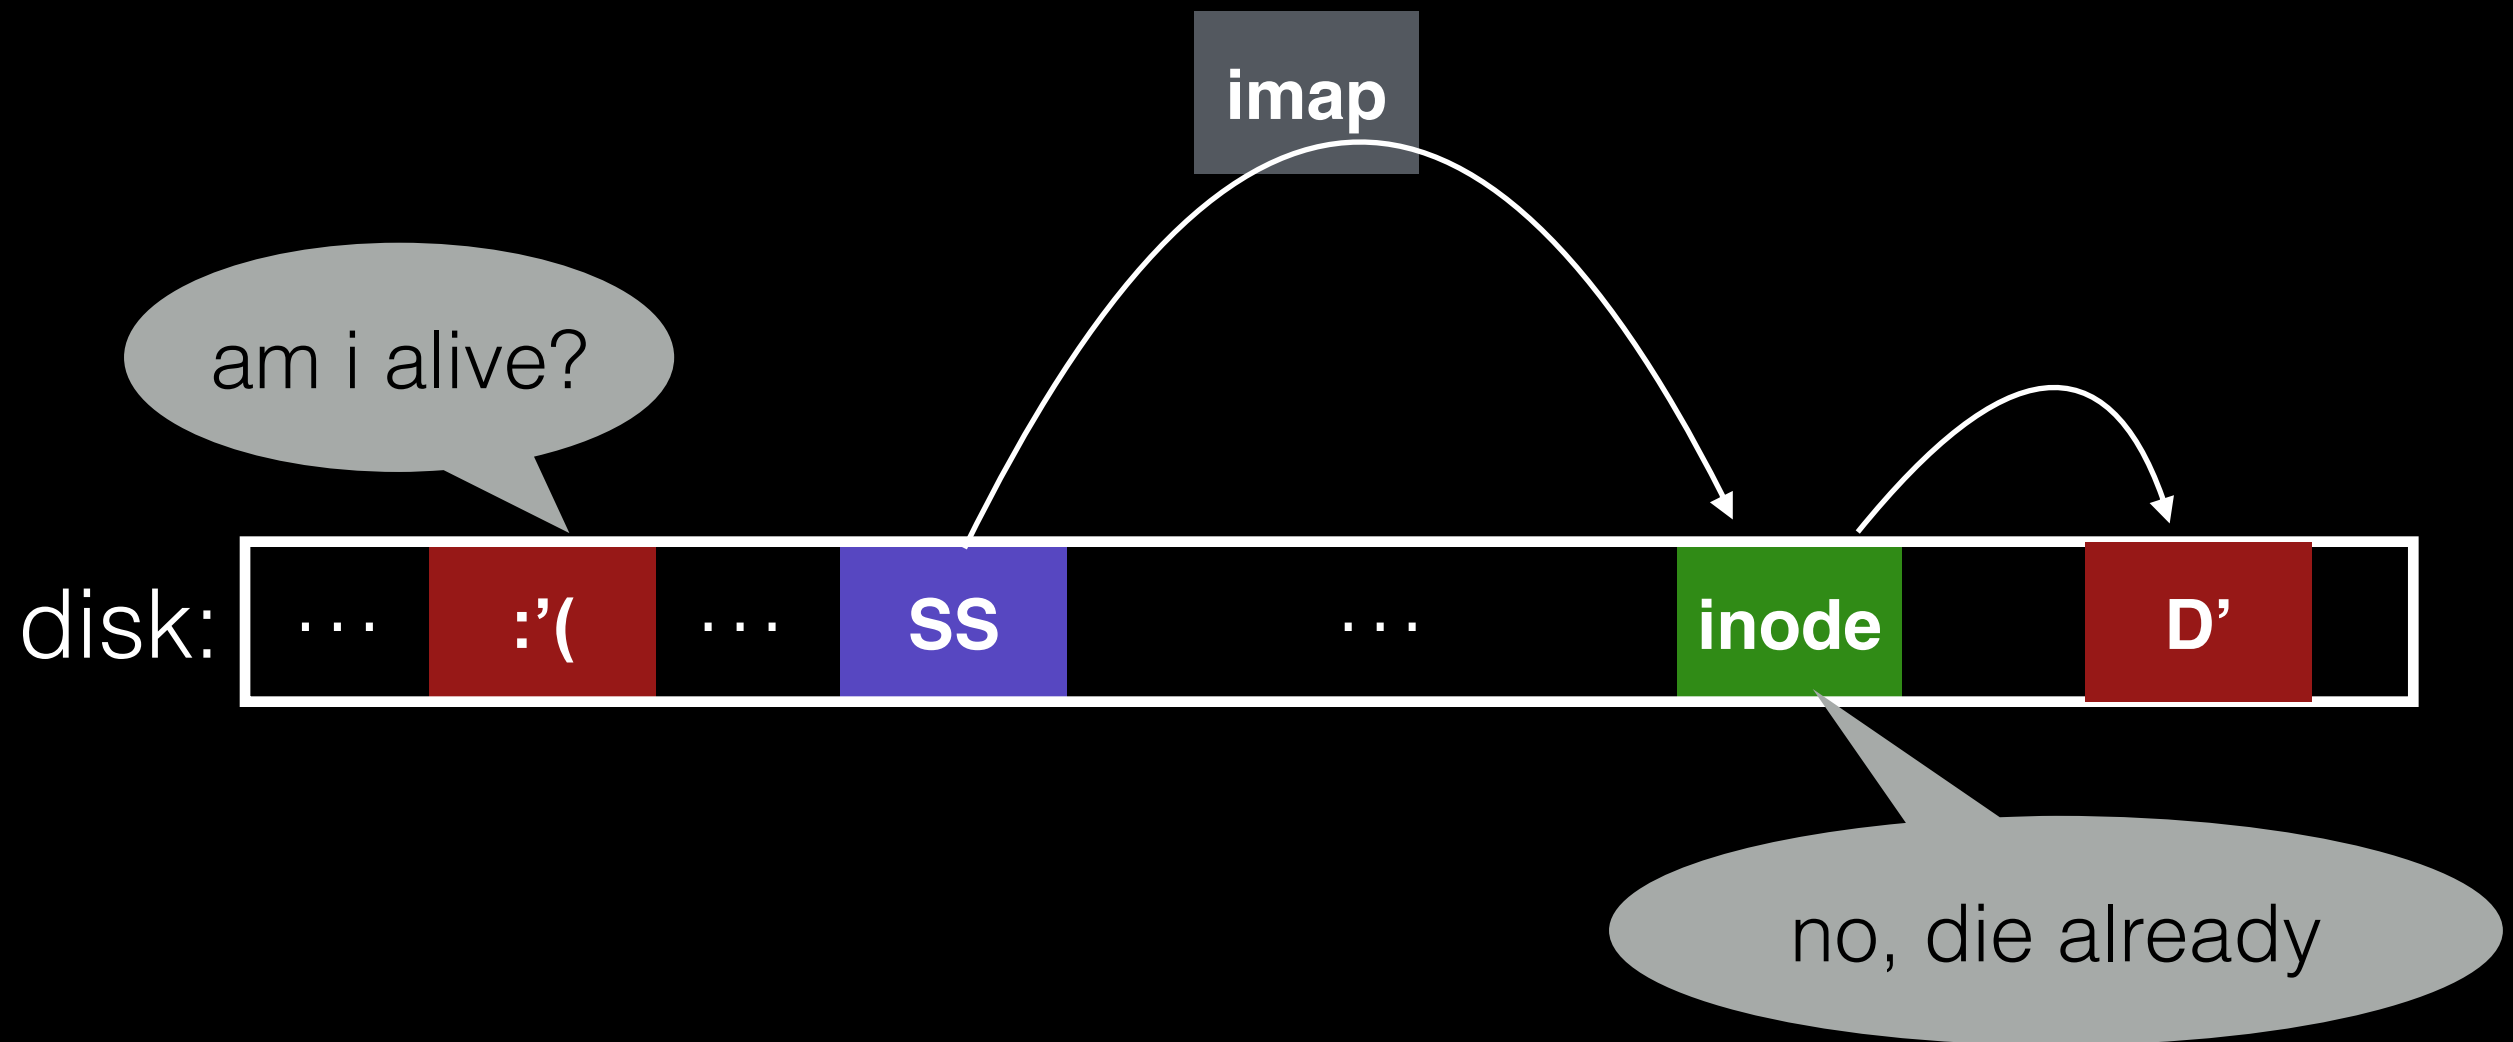 imap
am i alive?
disk: ... :’( ... SS ... inode D’
no, die already